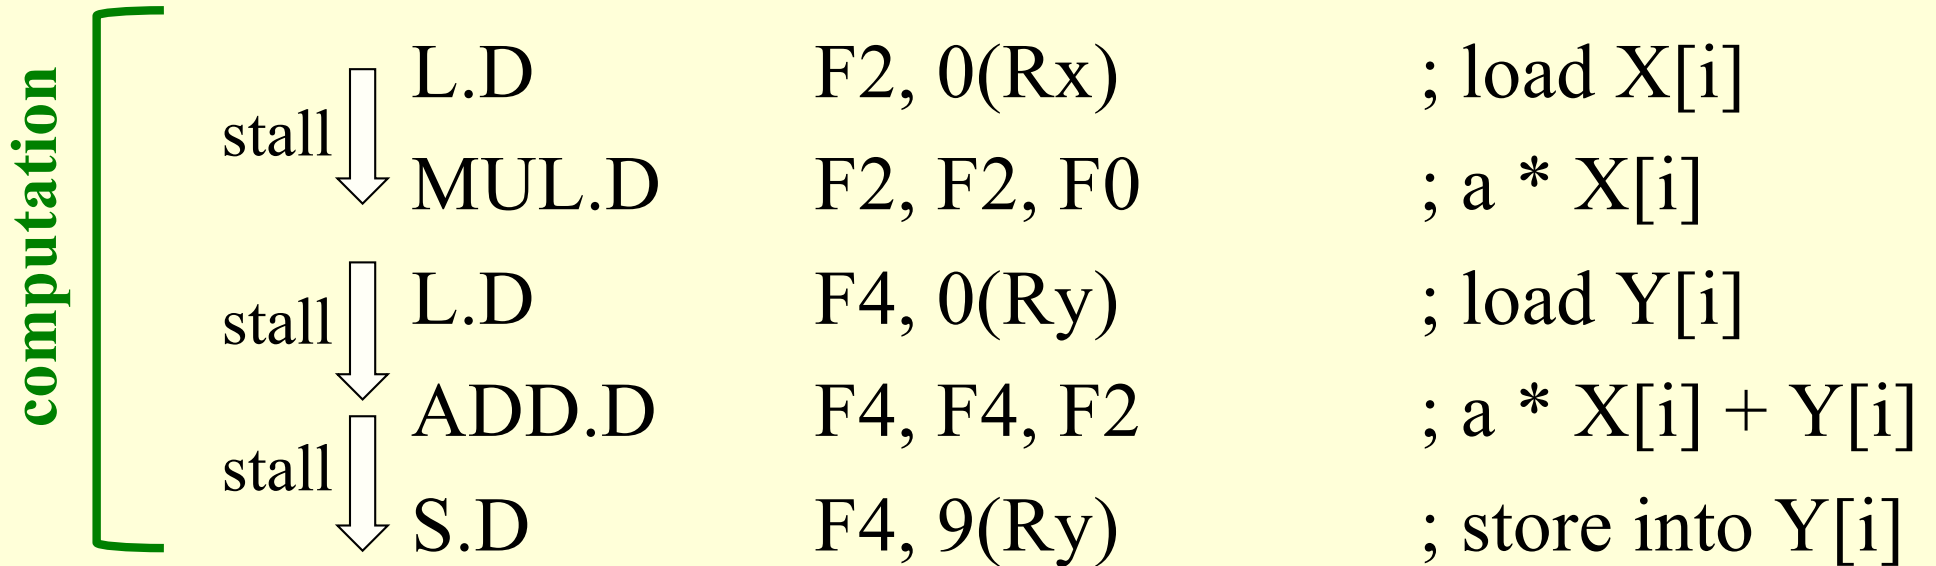 computation
L.D F2, 0(Rx) ; load X[i]
stall
MUL.D F2, F2, F0 ; a * X[i]
L.D F4, 0(Ry) ; load Y[i]
stall
ADD.D F4, F4, F2 ; a * X[i] + Y[i]
stall
S.D F4, 9(Ry) ; store into Y[i]